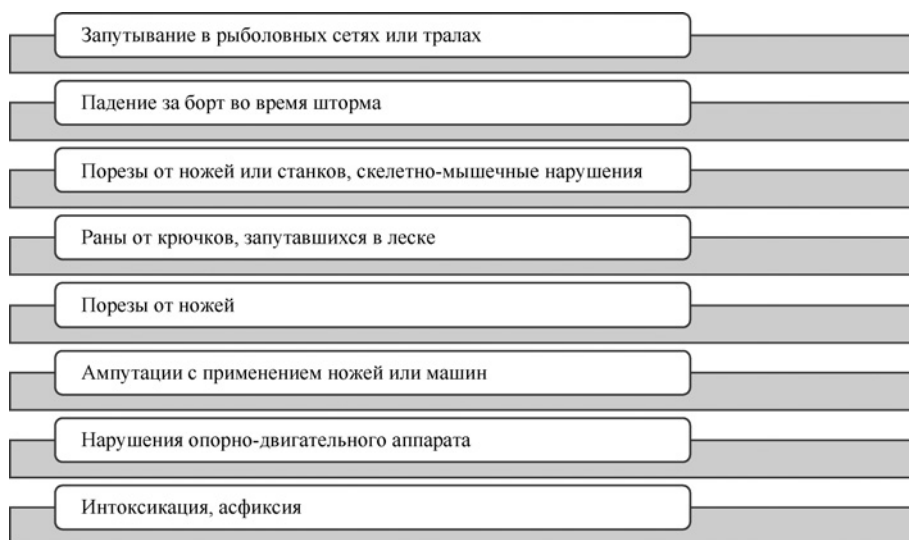 Запутывание в рыболовных сетях или тралах
Падение за борт во время шторма
Порезы от ножей или станков, скелетно-мышечные нарушения
Раны от крючков, запутавшихся в леске
Порезы от ножей
Ампутации с применением ножей или машин
Нарушения опорно-двигательного аппарата
Интоксикация, асфиксия